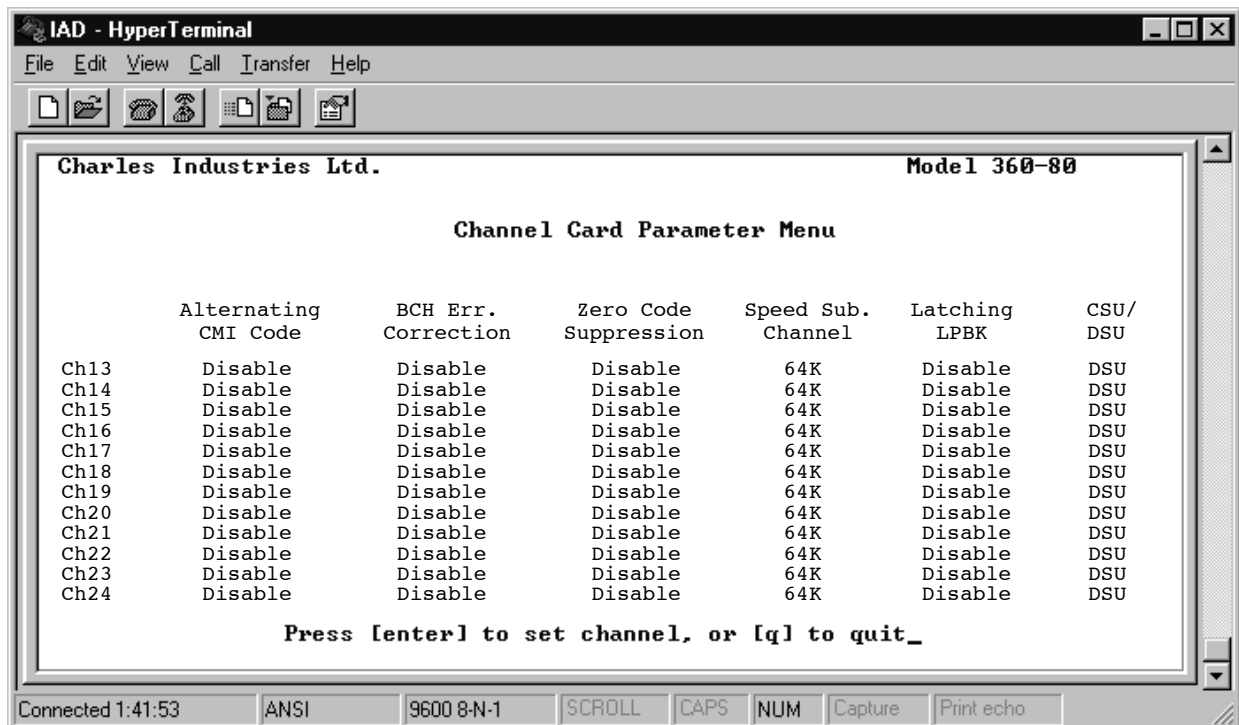 IAD - HyperTerminal
File Edit View Call Transfer Help
Charles Industries Ltd. Model 360-80
Channel Card Parameter Menu
Alternating BCH Err. Zero Code Speed Sub. Latching CSU/
CMI Code Correction Suppression Channel LPBK DSU
Ch13 Disable Disable Disable 64K Disable DSU
Ch14 Disable Disable Disable 64K Disable DSU
Ch15 Disable Disable Disable 64K Disable DSU
Ch16 Disable Disable Disable 64K Disable DSU
Ch17 Disable Disable Disable 64K Disable DSU
Ch18 Disable Disable Disable 64K Disable DSU
Ch19 Disable Disable Disable 64K Disable DSU
Ch20 Disable Disable Disable 64K Disable DSU
Ch21 Disable Disable Disable 64K Disable DSU
Ch22 Disable Disable Disable 64K Disable DSU
Ch23 Disable Disable Disable 64K Disable DSU
Ch24 Disable Disable Disable 64K Disable DSU
Press [enter] to set channel, or [q] to quit_
Connected 1:41:53 ANSI 9600 8-N-1 SCROLL CAPS NUM Capture Print echo